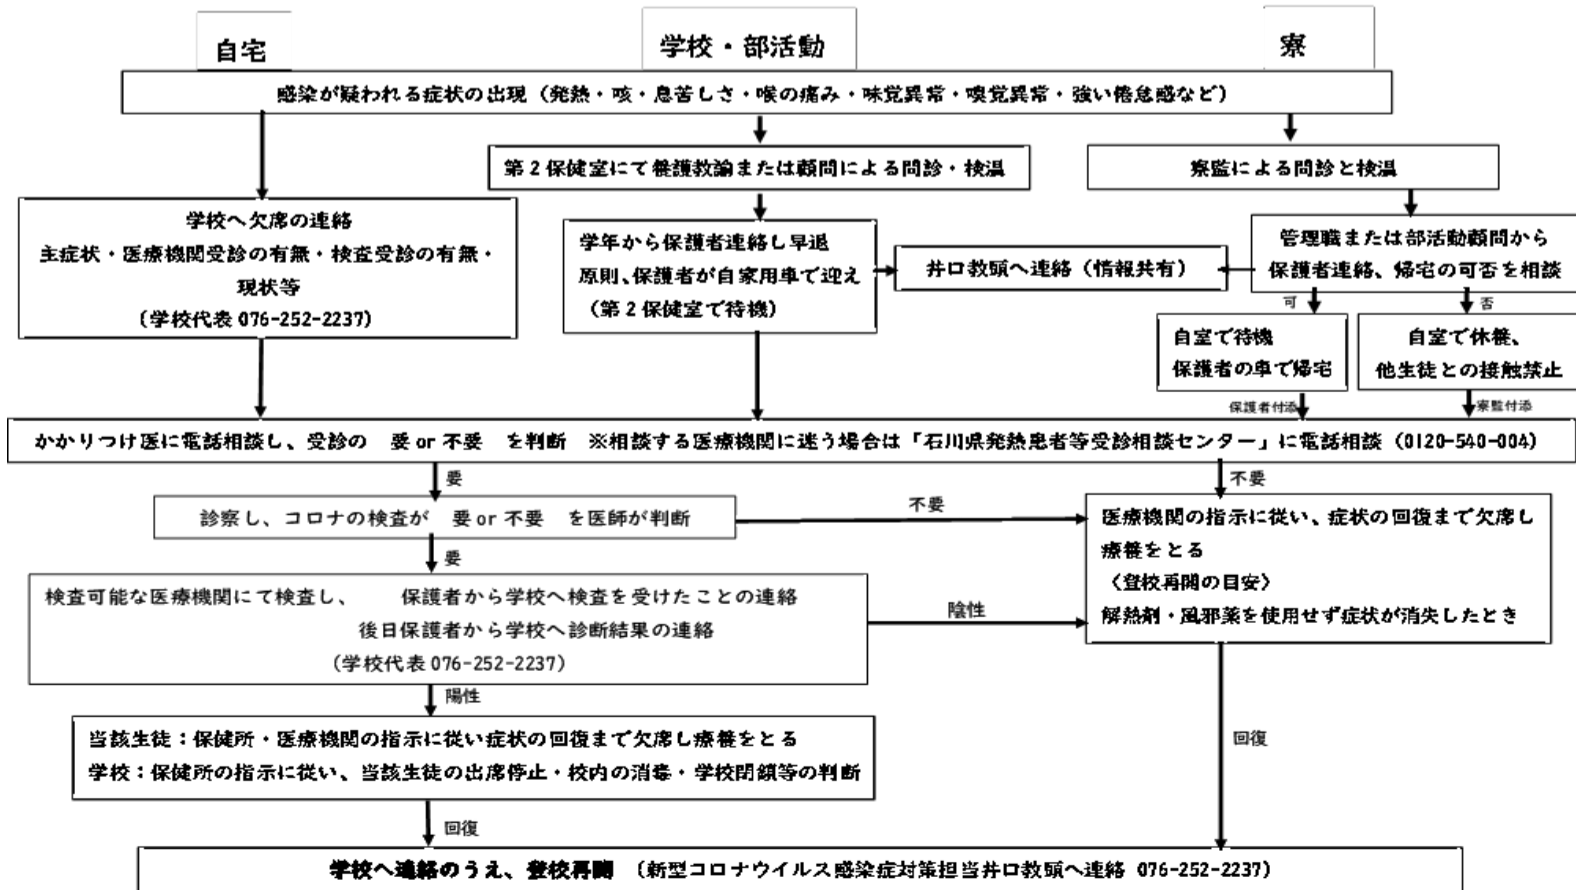 自宅
学校・部活動
寮
感染が疑われる症状の出現（発熱・咳・息苦しさ・喉の痛み・味覚異常・嗅覚異常・強い倦怠感など）
第2保健室にて養護教諭または顧問による問診・検温
寮監による問診と検温
学校へ欠席の連絡
主症状・医療機関受診の有無・検査受診の有無・
現状等
（学校代表 076-252-2237）
学年から保護者連絡し早退
原則、保護者が自家用車で迎え
（第2保健室で待機）
井口教頭へ連絡（情報共有）
管理職または部活動顧問から
保護者連絡、帰宅の可否を相談
可
否
自室で待機
保護者の車で帰宅
自室で休養、
他生徒との接触禁止
保護者付添
寮監付添
かかりつけ医に電話相談し、受診の　要 or 不要　を判断　※相談する医療機関に迷う場合は「石川県発熱患者等受診相談センター」に電話相談（0120-540-004）
要
不要
診察し、コロナの検査が　要 or 不要　を医師が判断
不要
医療機関の指示に従い、症状の回復まで欠席し
療養をとる
〈登校再開の目安〉
解熱剤・風邪薬を使用せず症状が消失したとき
要
検査可能な医療機関にて検査し、　保護者から学校へ検査を受けたことの連絡
後日保護者から学校へ診断結果の連絡
（学校代表 076-252-2237）
陰性
陽性
当該生徒：保健所・医療機関の指示に従い症状の回復まで欠席し療養をとる
学校：保健所の指示に従い、当該生徒の出席停止・校内の消毒・学校閉鎖等の判断
回復
回復
学校へ連絡のうえ、登校再開　（新型コロナウイルス感染症対策担当井口教頭へ連絡 076-252-2237）